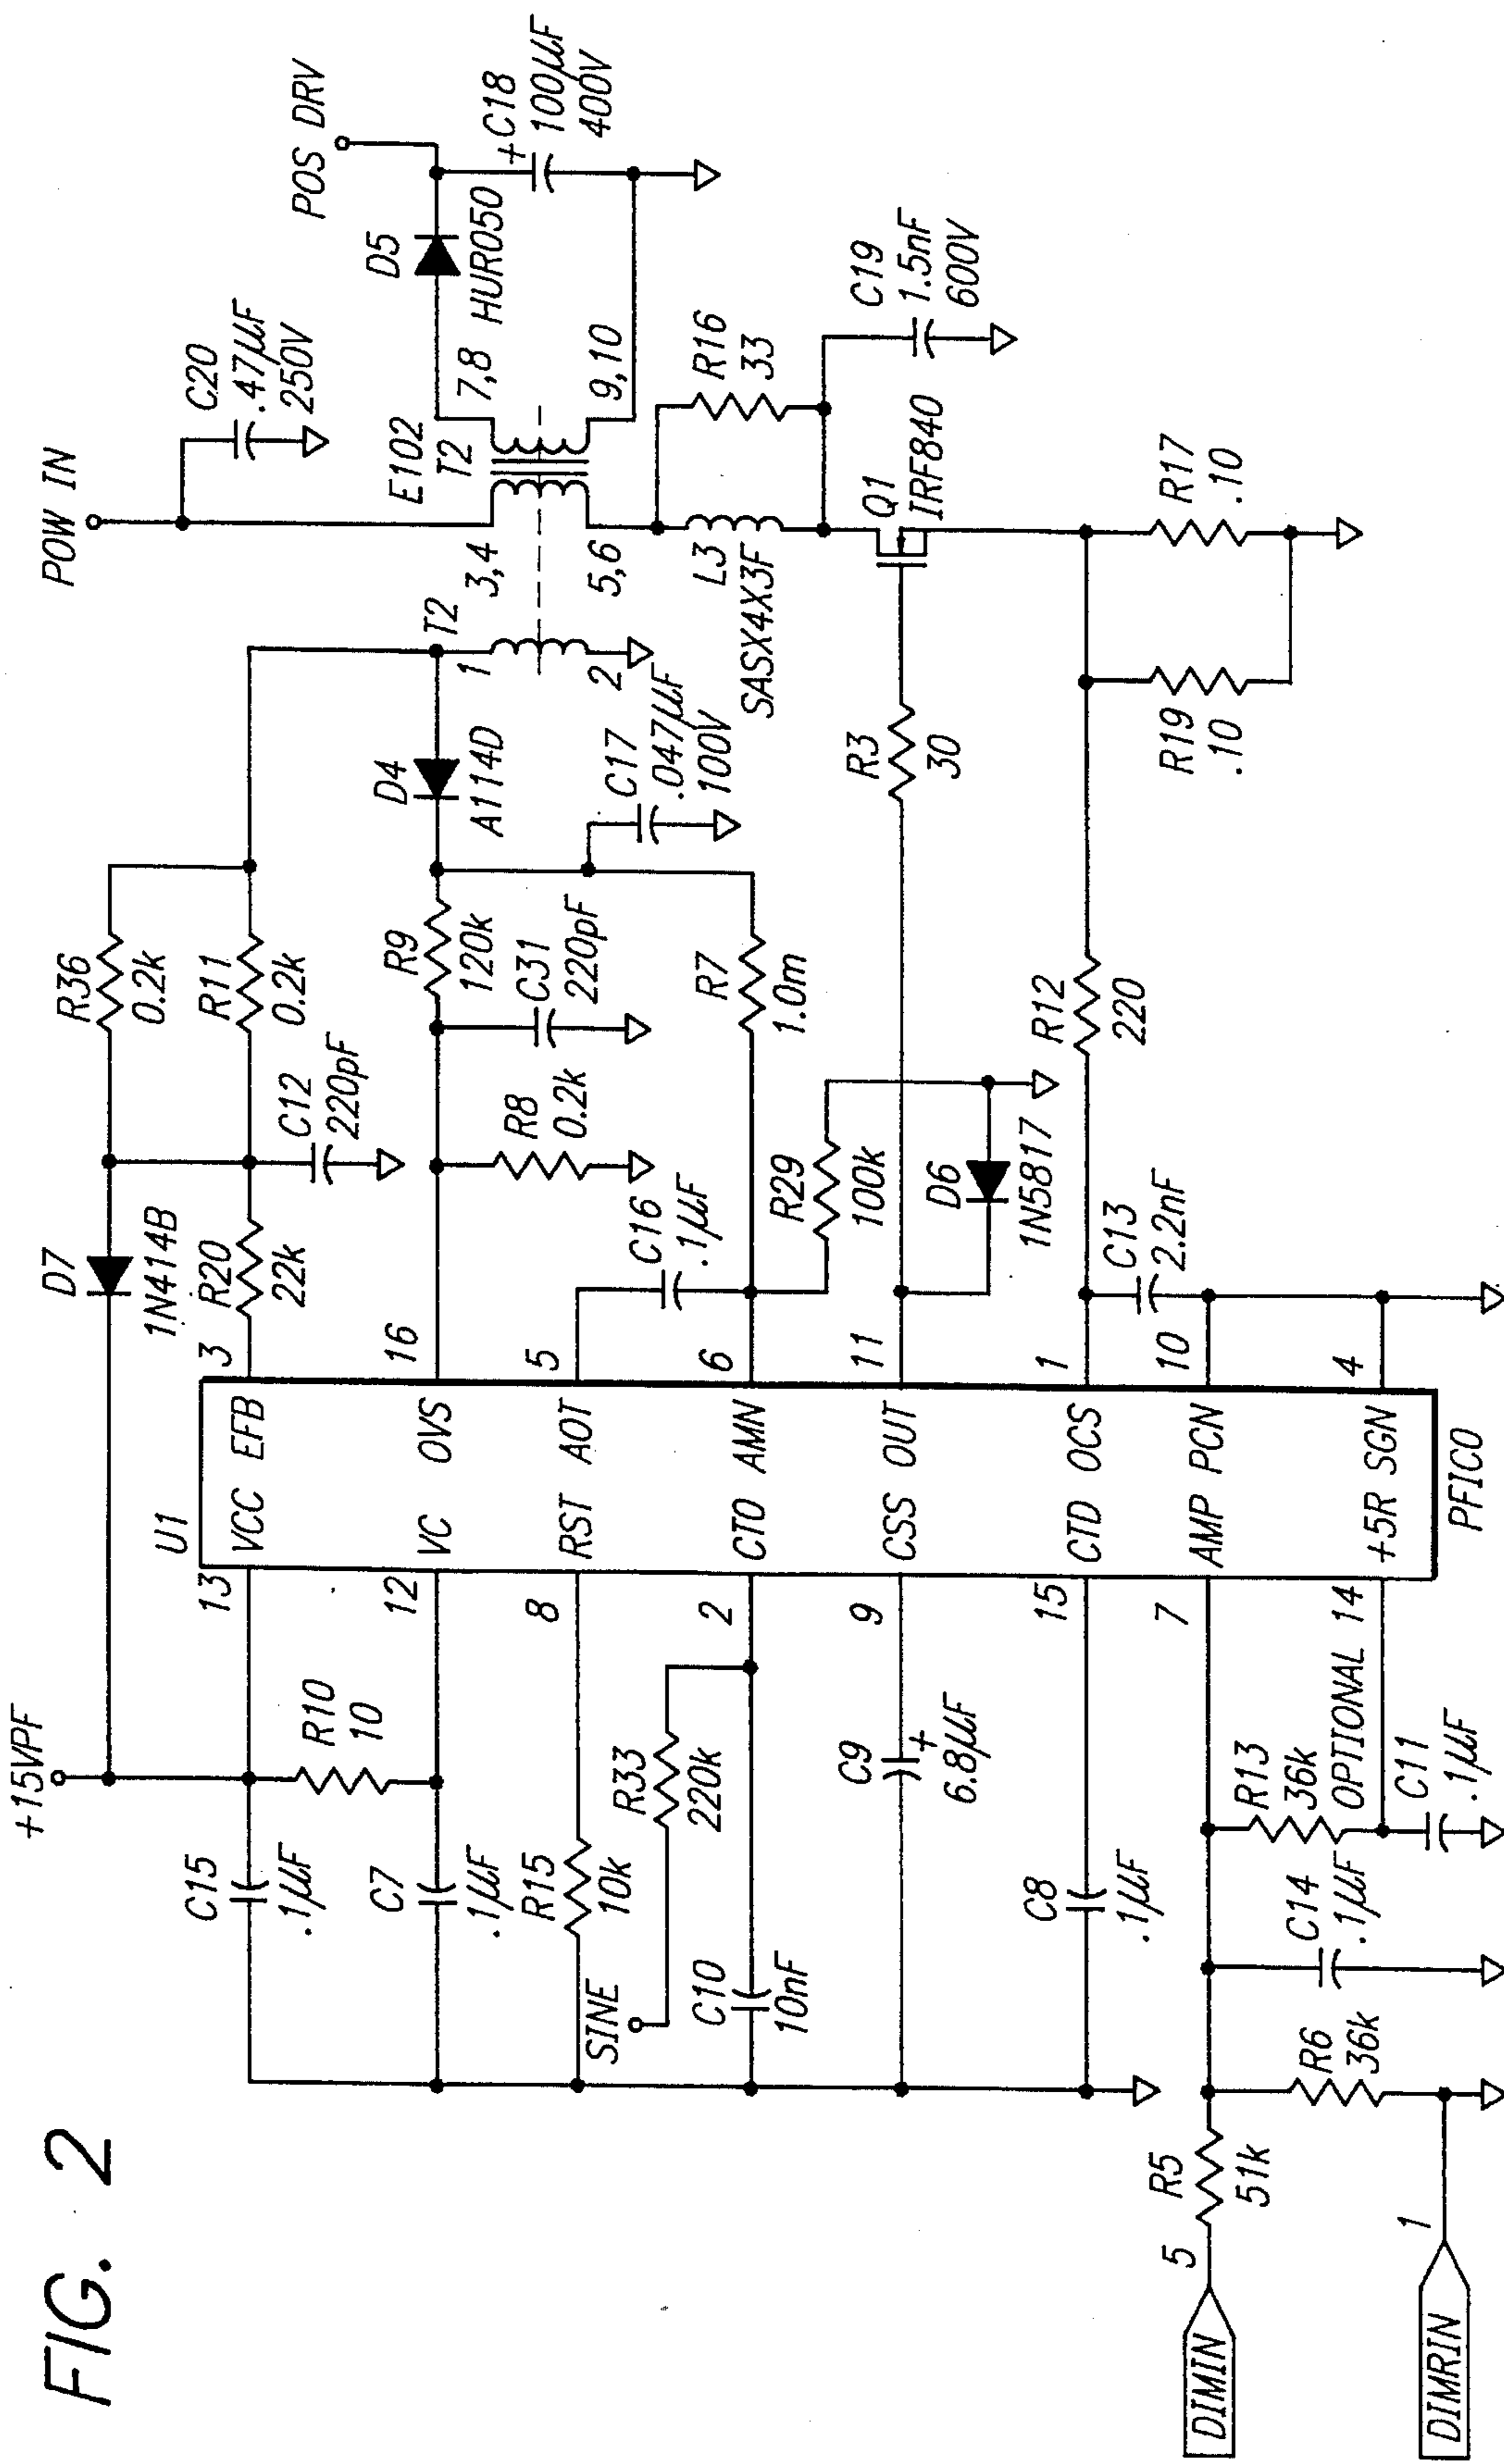 FIG. 2
+15VPF
POW IN
POS DRV
D7
1N414B
R36
0.2k
C20
.47µF
250V
U1
13
VCC EFB
3
R20
22k
R11
0.2k
C12
220pF
C15
.1µF
R10
10
E102
T2
D5
7,8 HUR050
+C18
100µF
400V
12
VC OVS
16
R9
120k
D4
A114D
T2
1
2
3,4
5,6
9,10
C7
.1µF
R8
0.2k
C31
220pF
C17
.047µF
100V
R15
10k
8
RST AOT
5
C16
.1µF
SINE
R33
220k
2
CTO AMN
6
R7
1.0m
L3
SASX4X3F
R16
33
C10
10nF
R29
100k
C9
+
6.8µF
9
CSS OUT
11
D6
1N5817
R3
30
Q1
IRF840
C19
1.5nF
600V
C8
.1µF
15
CTD OCS
1
R12
220
C13
2.2nF
R19
.10
R17
.10
DIMIN
5
R5
51k
7
AMP PCN
10
R6
36k
C14
.1µF
R13
36k
OPTIONAL 14
+5R SGN
4
C11
.1µF
PFICO
DIMRIN
1